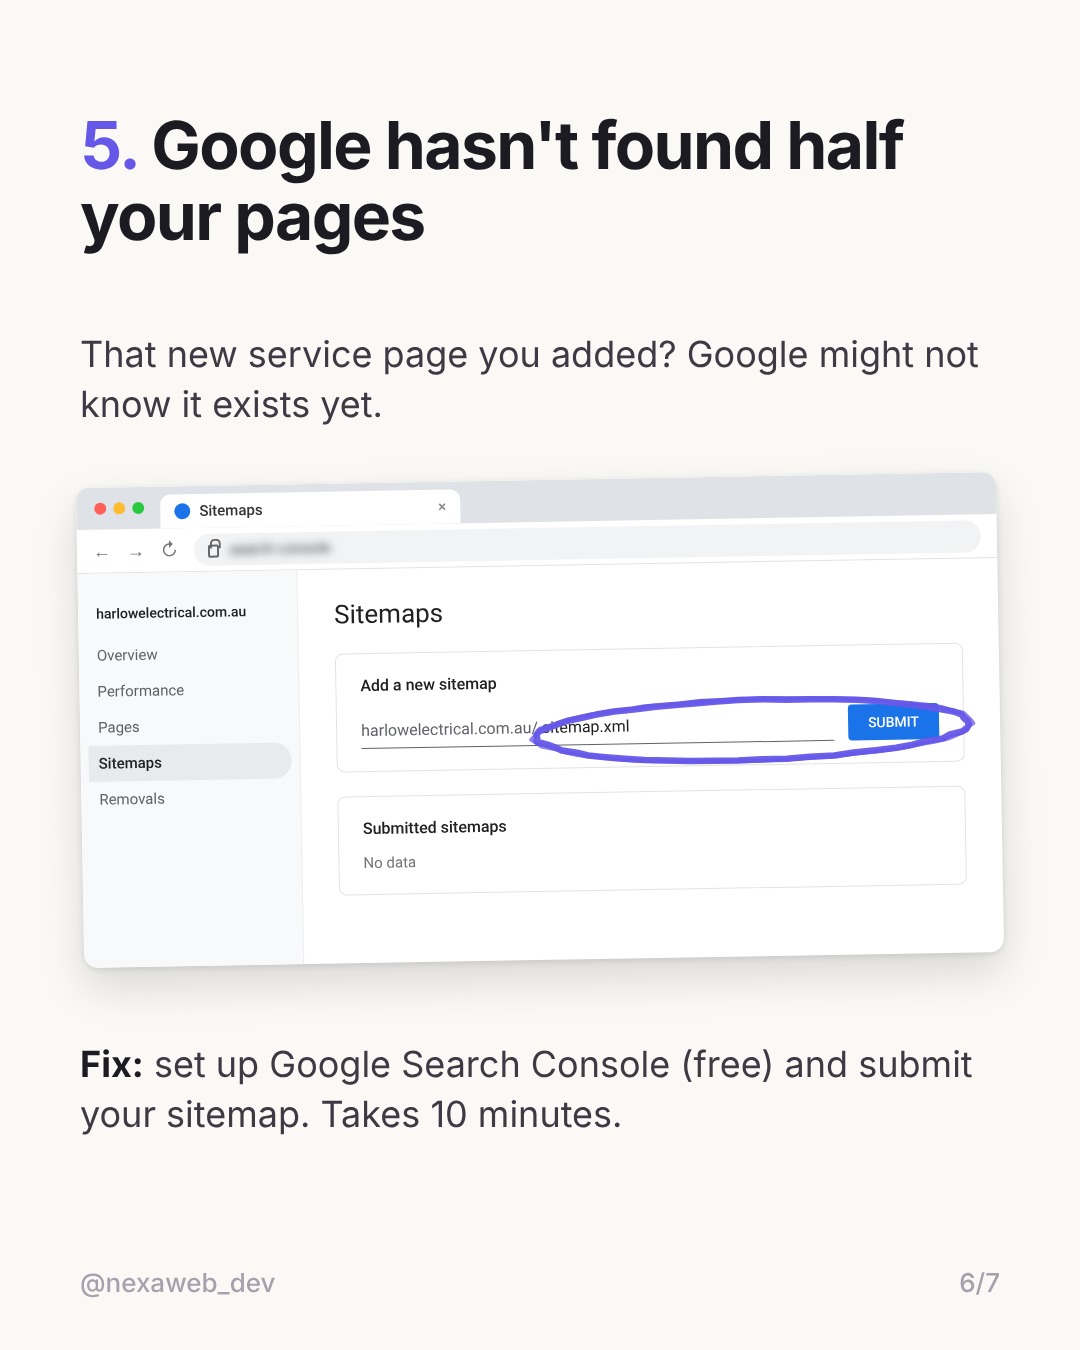 5. Google hasn't found half
your pages
That new service page you added? Google might not
know it exists yet.
Sitemaps ×
search console
harlowelectrical.com.au
Overview
Performance
Pages
Sitemaps
Removals
Sitemaps
Add a new sitemap
harlowelectrical.com.au/ sitemap.xml
SUBMIT
Submitted sitemaps
No data
Fix: set up Google Search Console (free) and submit
your sitemap. Takes 10 minutes.
@nexaweb_dev
6/7